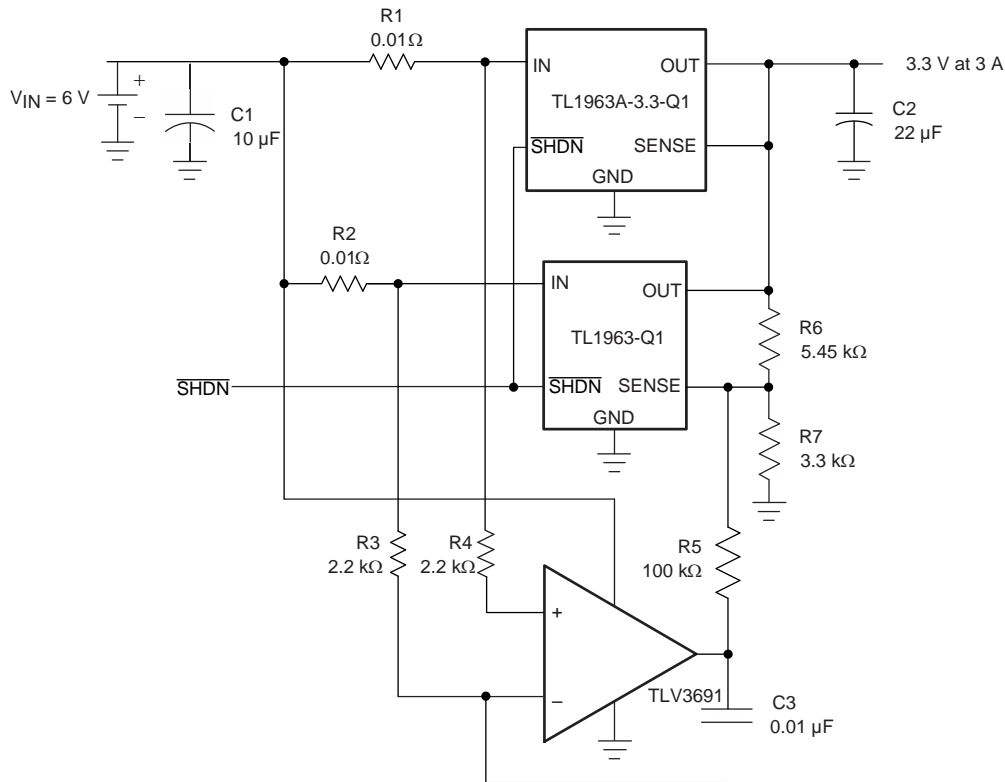 R1
0.01Ω
VIN = 6 V
+
−
C1
10 µF
IN
OUT
TL1963A-3.3-Q1
SHDN
SENSE
GND
3.3 V at 3 A
C2
22 µF
R2
0.01Ω
IN
OUT
TL1963-Q1
SHDN
SHDN
SENSE
GND
R6
5.45 kΩ
R7
3.3 kΩ
R3
2.2 kΩ
R4
2.2 kΩ
R5
100 kΩ
+
−
TLV3691
C3
0.01 µF